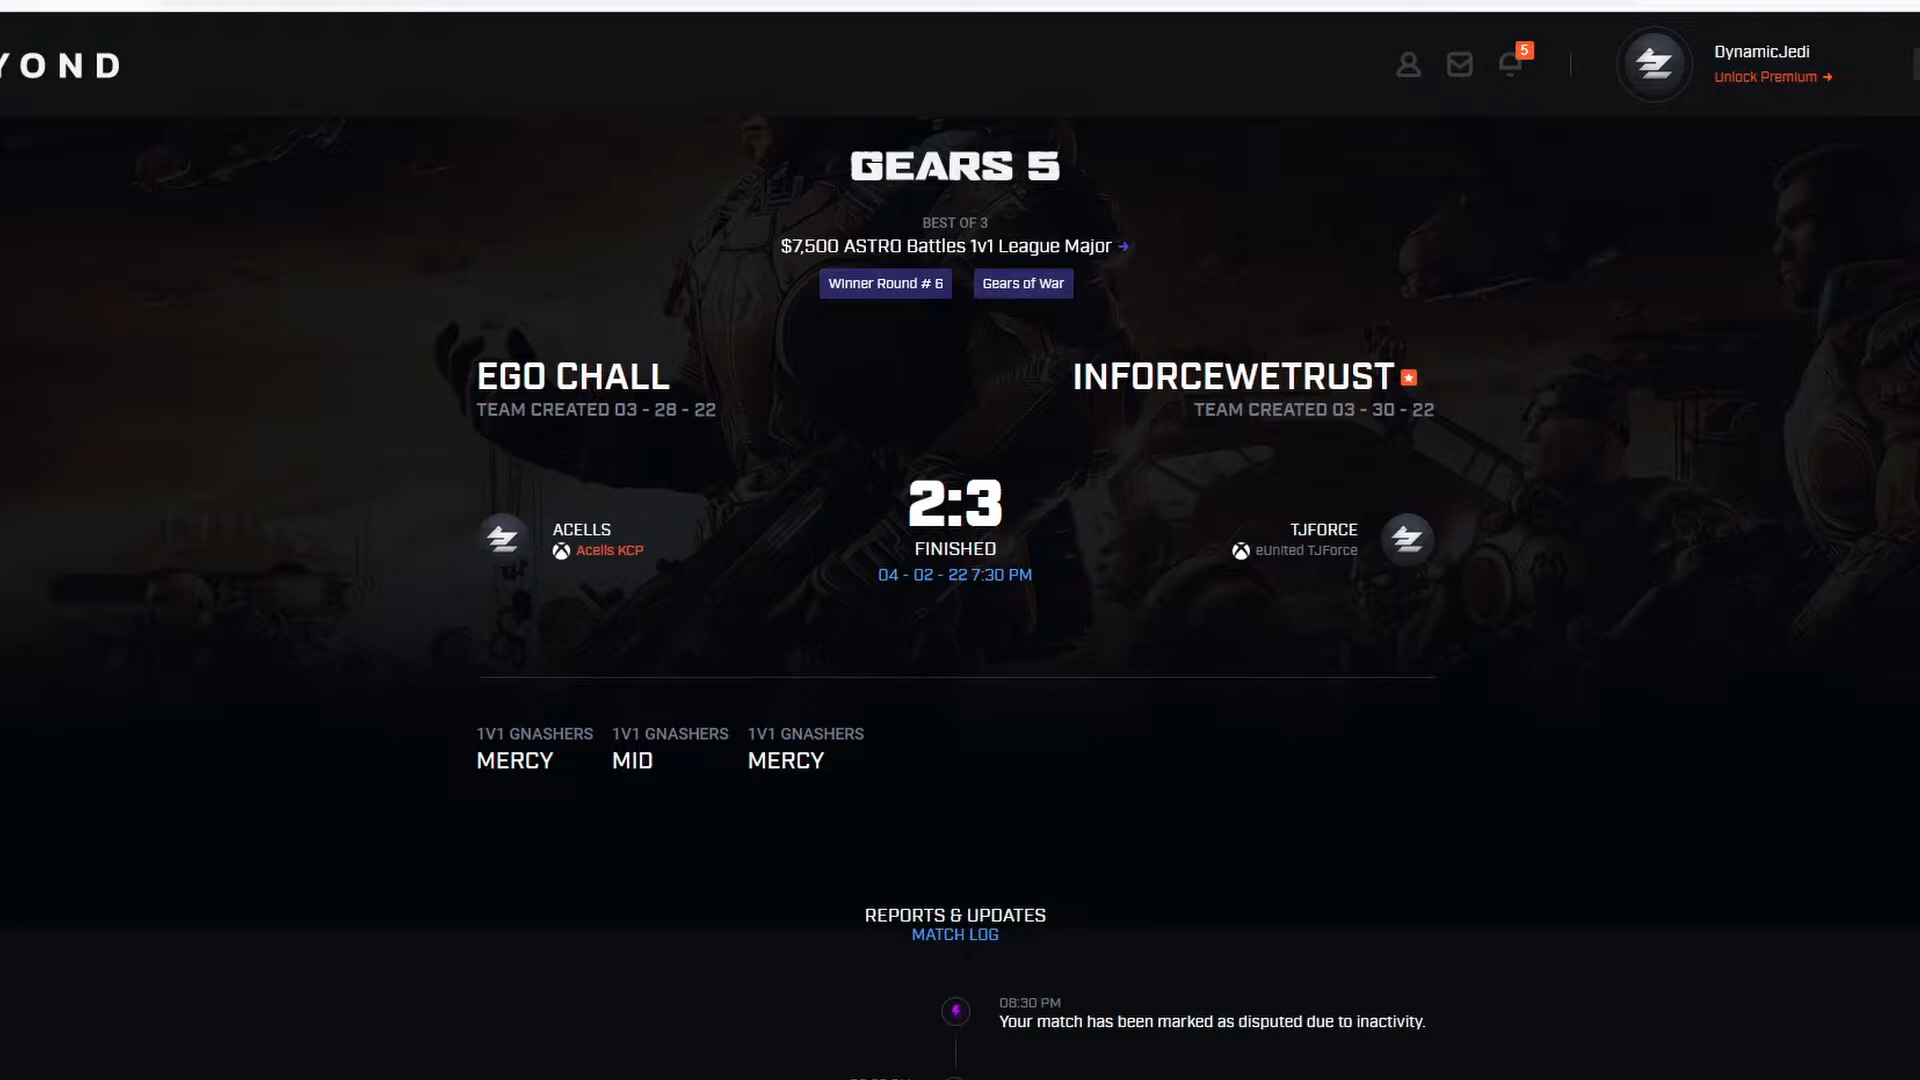 YOND
5
DynamicJedi
Unlock Premium →
GEARS 5
BEST OF 3
$7,500 ASTRO Battles 1v1 League Major →
Winner Round # 6
Gears of War
EGO CHALL
TEAM CREATED 03 - 28 - 22
INFORCEWETRUST
TEAM CREATED 03 - 30 - 22
ACELLS
Acells KCP
2:3
FINISHED
04 - 02 - 22 7:30 PM
TJFORCE
eUnited TJForce
1V1 GNASHERS
MERCY
1V1 GNASHERS
MID
1V1 GNASHERS
MERCY
REPORTS & UPDATES
MATCH LOG
08:30 PM
Your match has been marked as disputed due to inactivity.